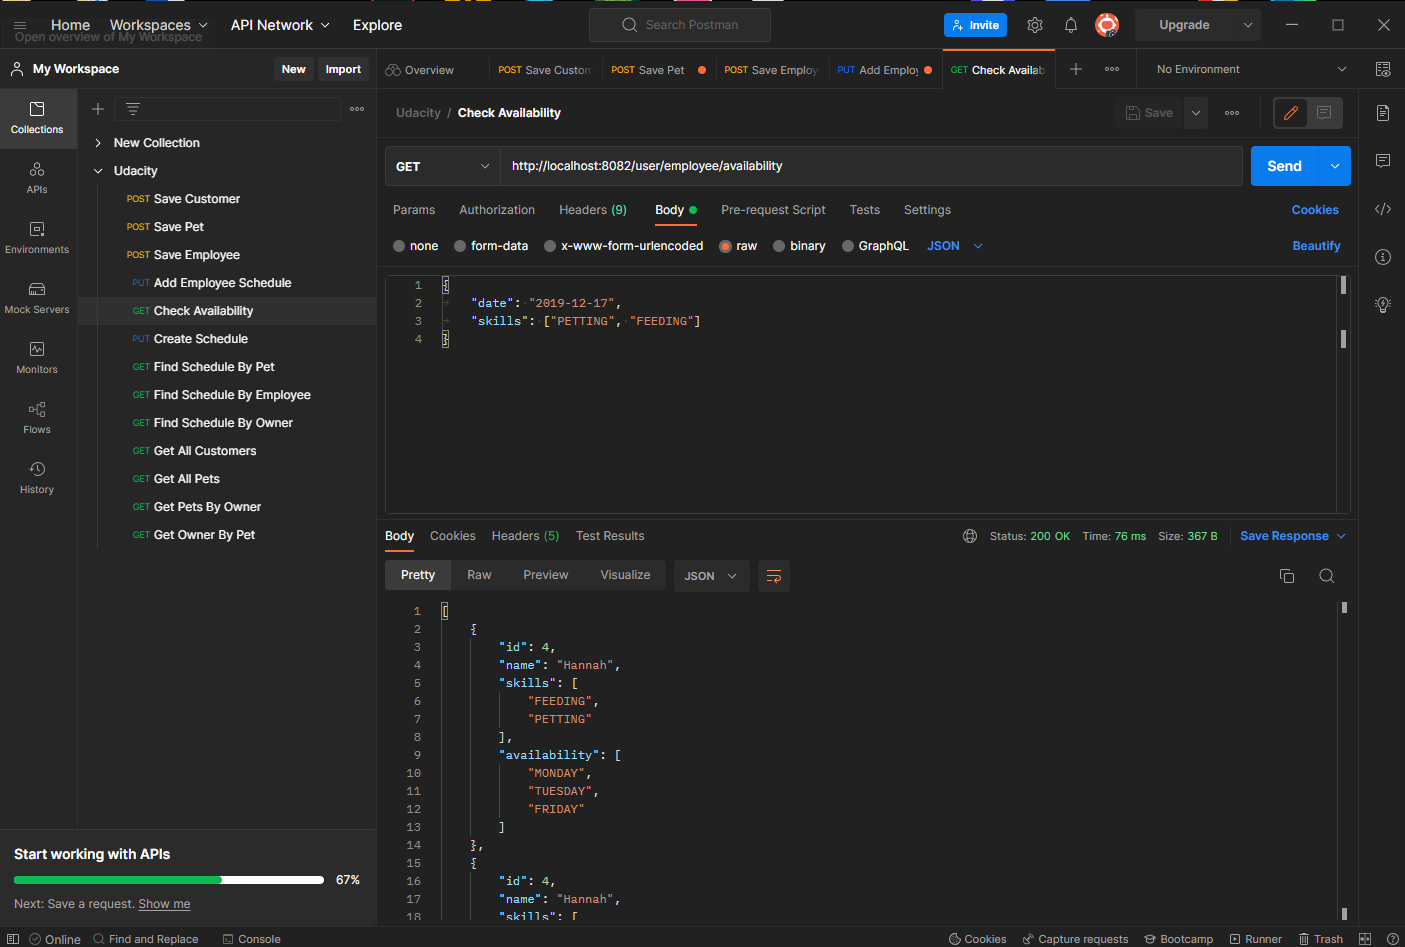 Home Workspaces API Network Explore Search Postman Invite Upgrade
Open overview of My Workspace
My Workspace New Import
Overview POST Save Custom POST Save Pet POST Save Employ PUT Add Employ GET Check Availab No Environment
Collections
APIs
Environments
Mock Servers
Monitors
Flows
History
New Collection
Udacity
POST Save Customer
POST Save Pet
POST Save Employee
PUT Add Employee Schedule
GET Check Availability
PUT Create Schedule
GET Find Schedule By Pet
GET Find Schedule By Employee
GET Find Schedule By Owner
GET Get All Customers
GET Get All Pets
GET Get Pets By Owner
GET Get Owner By Pet
Start working with APIs
67%
Next: Save a request. Show me
Udacity / Check Availability Save
GET http://localhost:8082/user/employee/availability Send
Params Authorization Headers (9) Body Pre-request Script Tests Settings Cookies
none form-data x-www-form-urlencoded raw binary GraphQL JSON Beautify
1 {
2 "date": "2019-12-17",
3 "skills": ["PETTING", "FEEDING"]
4 }
Body Cookies Headers (5) Test Results Status: 200 OK Time: 76 ms Size: 367 B Save Response
Pretty Raw Preview Visualize JSON
1 [
2 {
3 "id": 4,
4 "name": "Hannah",
5 "skills": [
6 "FEEDING",
7 "PETTING"
8 ],
9 "availability": [
10 "MONDAY",
11 "TUESDAY",
12 "FRIDAY"
13 ]
14 },
15 {
16 "id": 4,
17 "name": "Hannah",
18 "skills": [
Online Find and Replace Console Cookies Capture requests Bootcamp Runner Trash